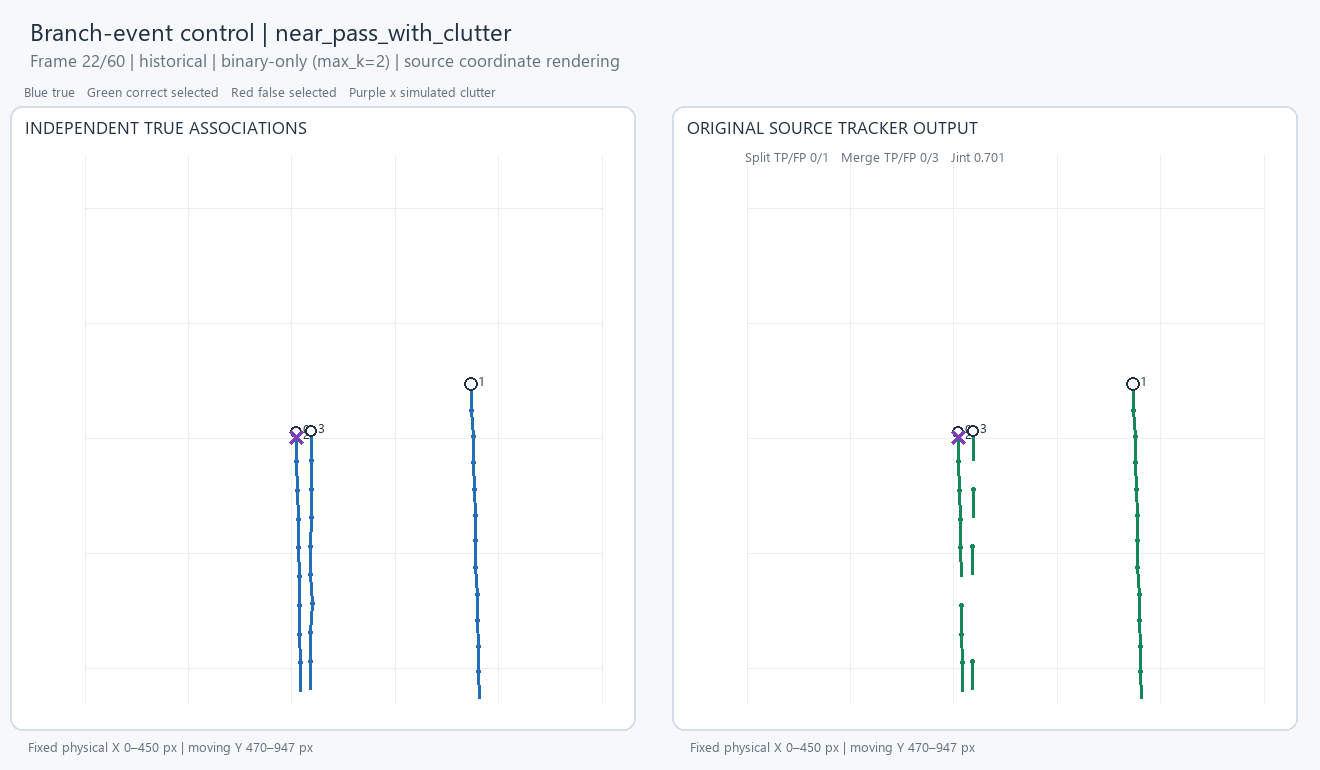 Branch-event control | near_pass_with_clutter
Frame 22/60 | historical | binary-only (max_k=2) | source coordinate rendering
Blue true Green correct selected Red false selected Purple x simulated clutter
INDEPENDENT TRUE ASSOCIATIONS
1
3
Fixed physical X 0–450 px | moving Y 470–947 px
ORIGINAL SOURCE TRACKER OUTPUT
Split TP/FP 0/1 Merge TP/FP 0/3 Jint 0.701
1
3
Fixed physical X 0–450 px | moving Y 470–947 px